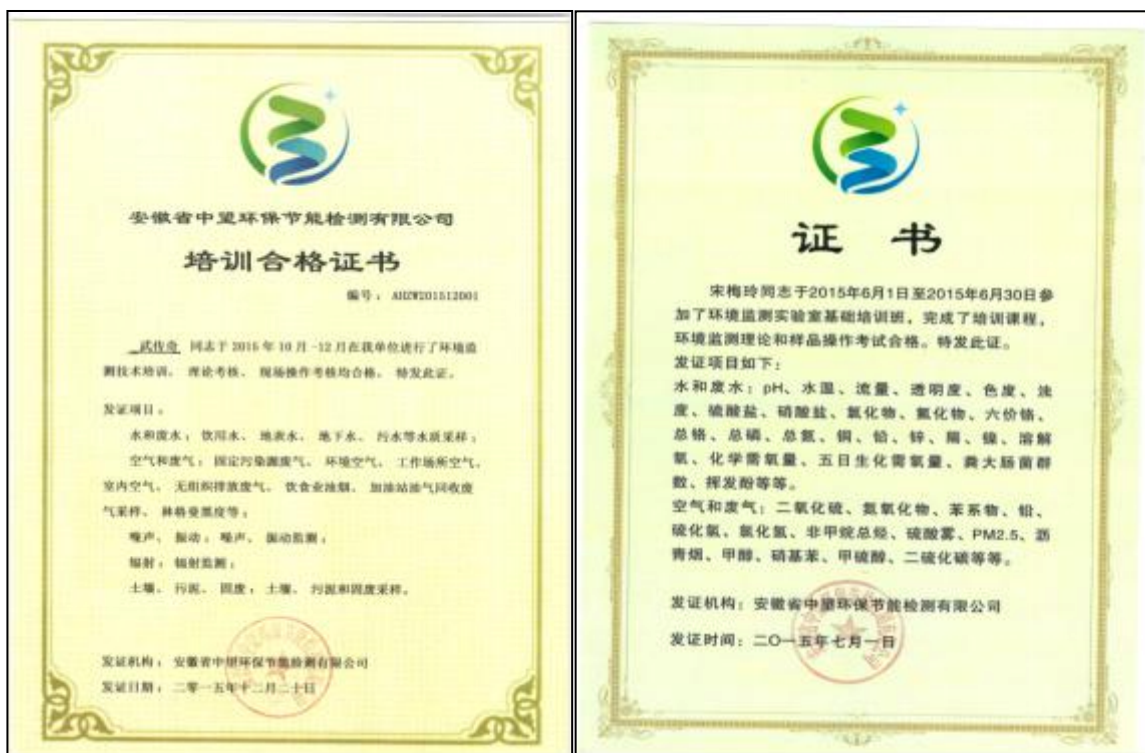 安徽省中望环保节能检测有限公司
培训合格证书
编号：AHZW201512001
武传奇 同志于 2015 年 10 月-12 月在我单位进行了环境监
测技术培训，理论考核、现场操作考核均合格，特发此证。
发证项目：
水和废水：饮用水、地表水、地下水、污水等水质采样；
空气和废气：固定污染源废气、环境空气、工作场所空气、
室内空气、无组织排放废气、饮食业油烟、加油站油气回收废
气采样、林格曼黑度等；
噪声、振动：噪声、振动监测；
辐射：辐射监测；
土壤、污泥、固废：土壤、污泥和固废采样。
发证机构：安徽省中望环保节能检测有限公司
发证日期：二零一五年十二月二十日
证 书
宋梅玲同志于2015年6月1日至2015年6月30日参
加了环境监测实验室基础培训班，完成了培训课程，
环境监测理论和样品操作考试合格。特发此证。
发证项目如下：
水和废水：pH、水温、流量、透明度、色度、浊
度、硫酸盐、硝酸盐、氯化物、氟化物、六价铬、
总铬、总磷、总氮、铜、铅、锌、镉、镍、溶解
氧、化学需氧量、五日生化需氧量、粪大肠菌群
数、挥发酚等等。
空气和废气：二氧化硫、氮氧化物、苯系物、铅、
硫化氢、氯化氢、非甲烷总烃、硫酸雾、PM2.5、沥
青烟、甲醇、硝基苯、甲硫醇、二硫化碳等等。
发证机构：安徽省中望环保节能检测有限公司
发证时间：二〇一五年七月一日